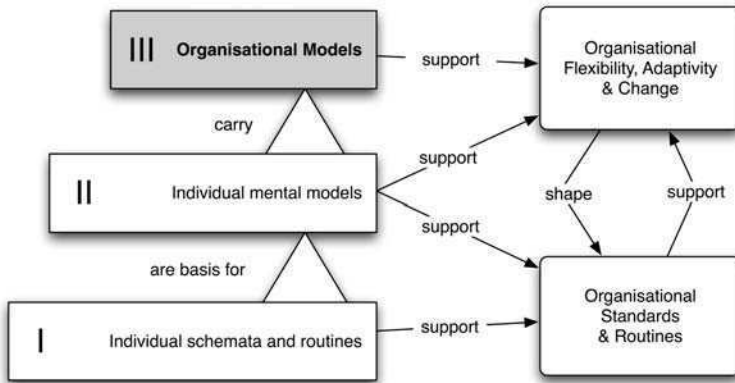 III Organisational Models
support
Organisational
Flexibility, Adaptivity
& Change
carry
support
II Individual mental models
shape
support
support
are basis for
Organisational
Standards
& Routines
I Individual schemata and routines
support